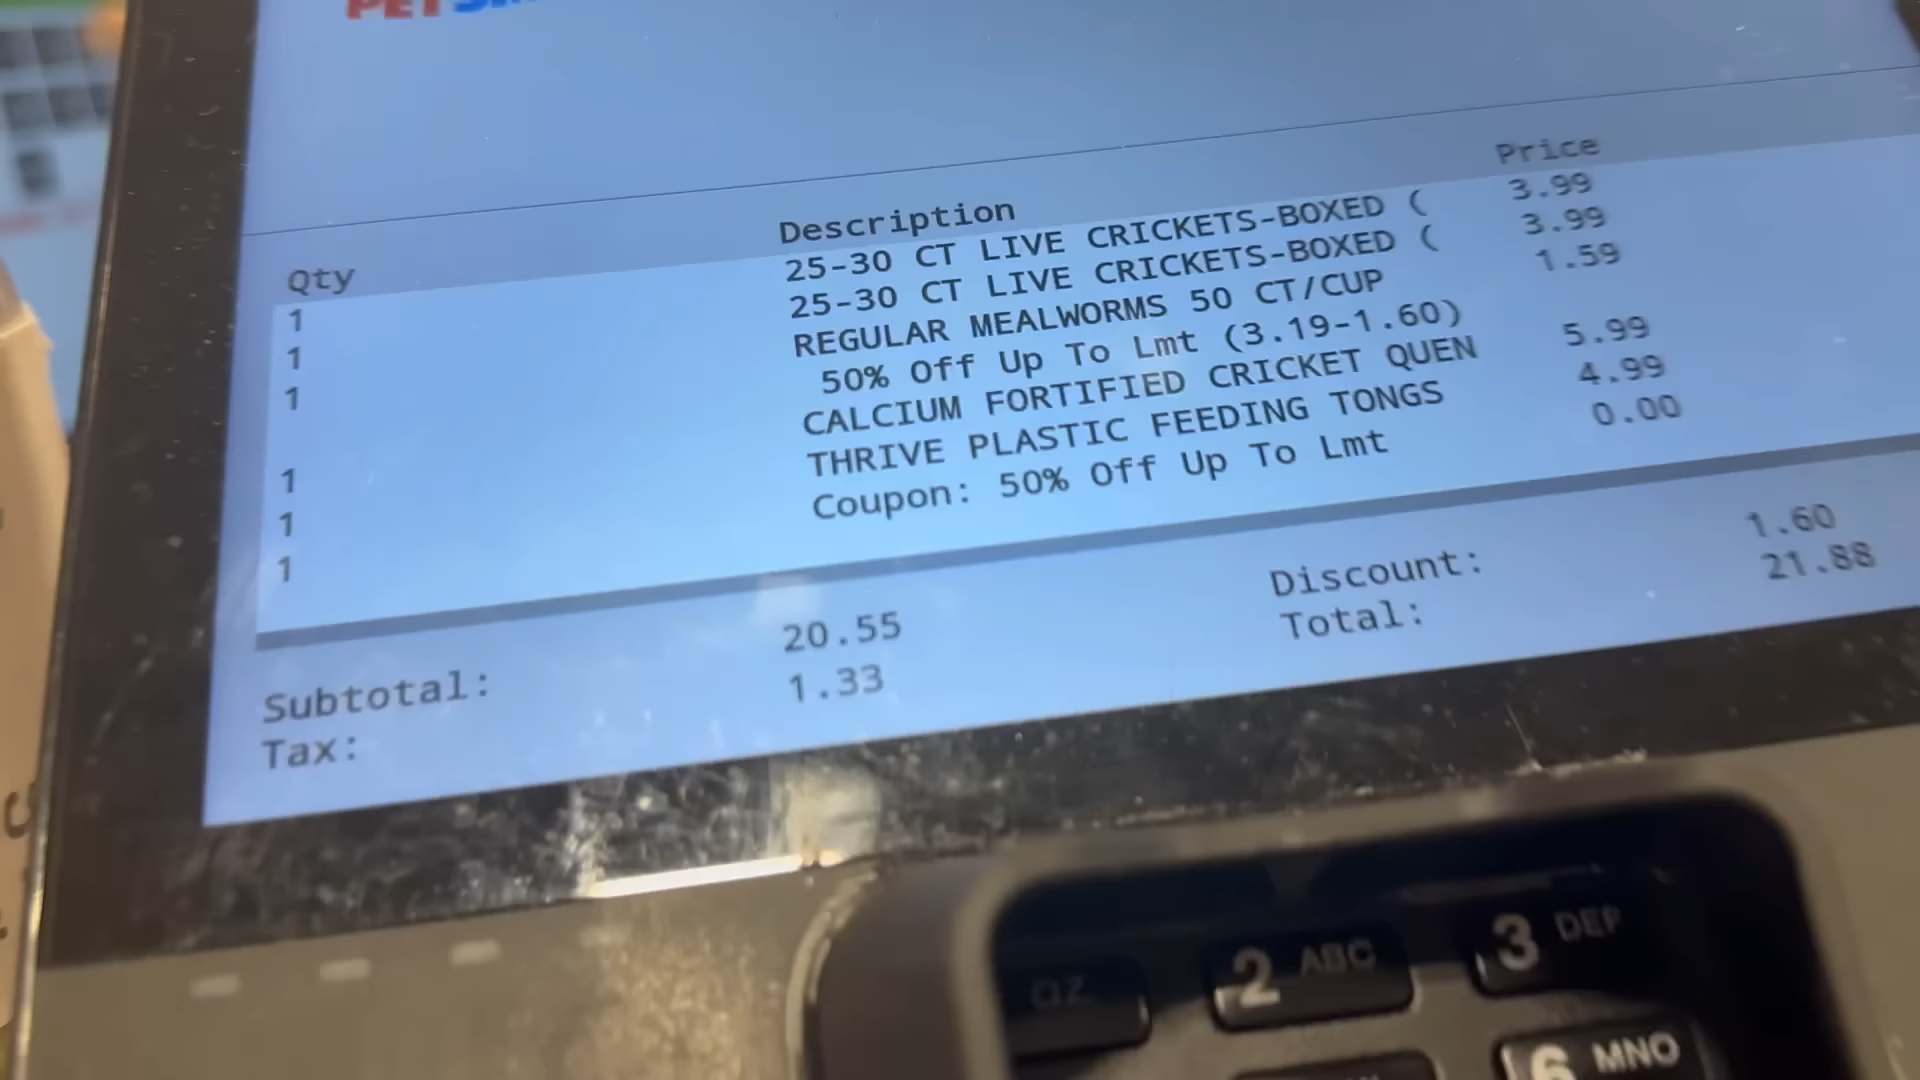 PETSM
Qty Description Price
1 25-30 CT LIVE CRICKETS-BOXED ( 3.99
1 25-30 CT LIVE CRICKETS-BOXED ( 3.99
1 REGULAR MEALWORMS 50 CT/CUP 1.59
50% Off Up To Lmt (3.19-1.60)
1 CALCIUM FORTIFIED CRICKET QUEN 5.99
1 THRIVE PLASTIC FEEDING TONGS 4.99
1 Coupon: 50% Off Up To Lmt 0.00
Subtotal: 20.55 Discount: 1.60
Tax: 1.33 Total: 21.88
QZ 2 ABC 3 DEF
6 MNO